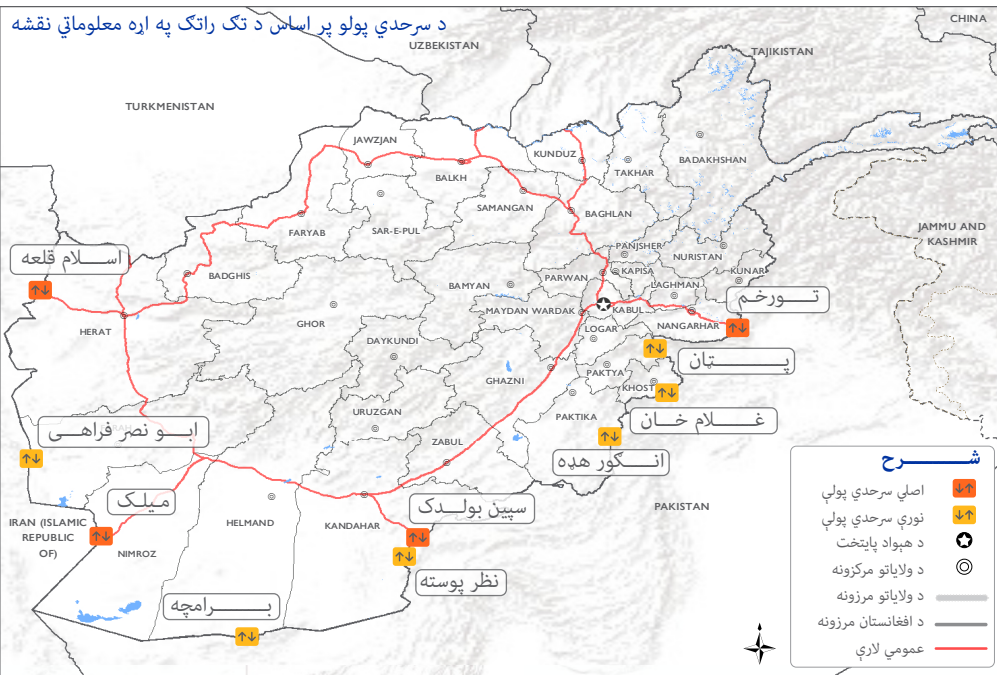 د سرحدي پولو پر اساس د تګ راتګ په اړه معلوماتي نقشه
CHINA
UZBEKISTAN
TAJIKISTAN
TURKMENISTAN
JAWZJAN
KUNDUZ
BADAKHSHAN
TAKHAR
BALKH
SAMANGAN
BAGHLAN
FARYAB
SAR-E-PUL
JAMMU AND
KASHMIR
PANJSHER
NURISTAN
اسلام قلعه
BADGHIS
PARWAN
KAPISA
KUNAR
BAMYAN
LAGHMAN
تورخم
MAYDAN WARDAK
KABUL
HERAT
GHOR
LOGAR
NANGARHAR
DAYKUNDI
پټان
GHAZNI
PAKTYA
KHOST
URUZGAN
PAKTIKA
غلام خان
ابو نصر فراهی
ZABUL
انګور هډه
شرح
اصلي سرحدي پولې
نورې سرحدي پولې
د هېواد پایتخت
د ولایاتو مرکزونه
د ولایاتو مرزونه
د افغانستان مرزونه
عمومي لارې
میلک
سپین بولدک
PAKISTAN
IRAN (ISLAMIC
REPUBLIC
OF)
HELMAND
KANDAHAR
NIMROZ
نظر پوسته
برامچه